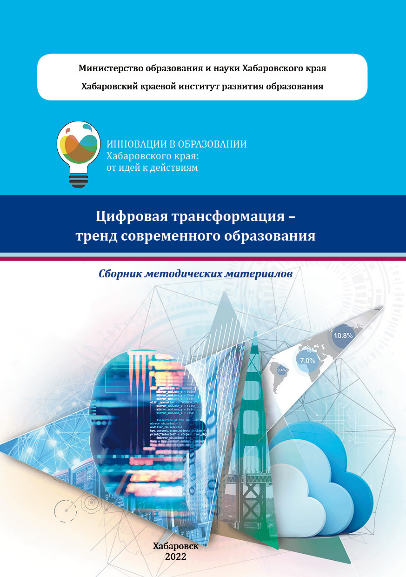 Министерство образования и науки Хабаровского края
Хабаровский краевой институт развития образования
ИННОВАЦИИ В ОБРАЗОВАНИИ
Хабаровского края:
от идей к действиям
Цифровая трансформация –
тренд современного образования
Сборник методических материалов
10.8%
7.0%
Хабаровск
2022